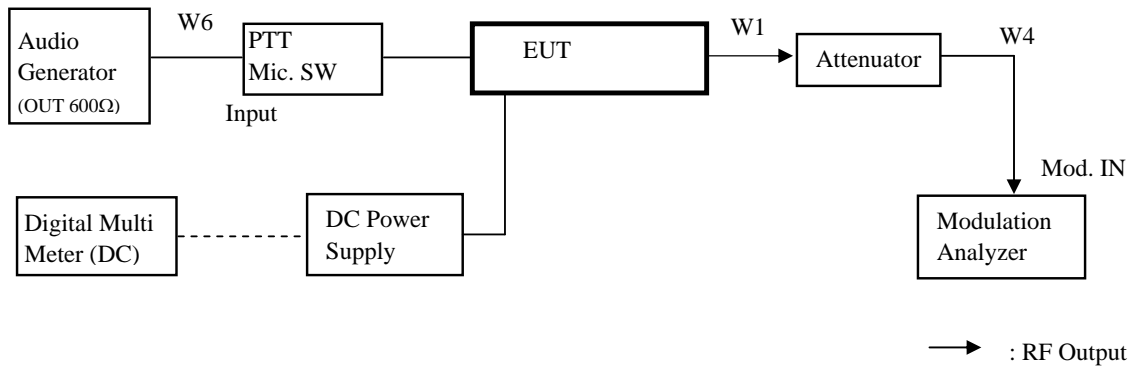 W6
Audio
Generator
(OUT 600Ω)
PTT
Mic. SW
Input
EUT
W1
Attenuator
W4
Mod. IN
Digital Multi
Meter (DC)
DC Power
Supply
Modulation
Analyzer
: RF Output